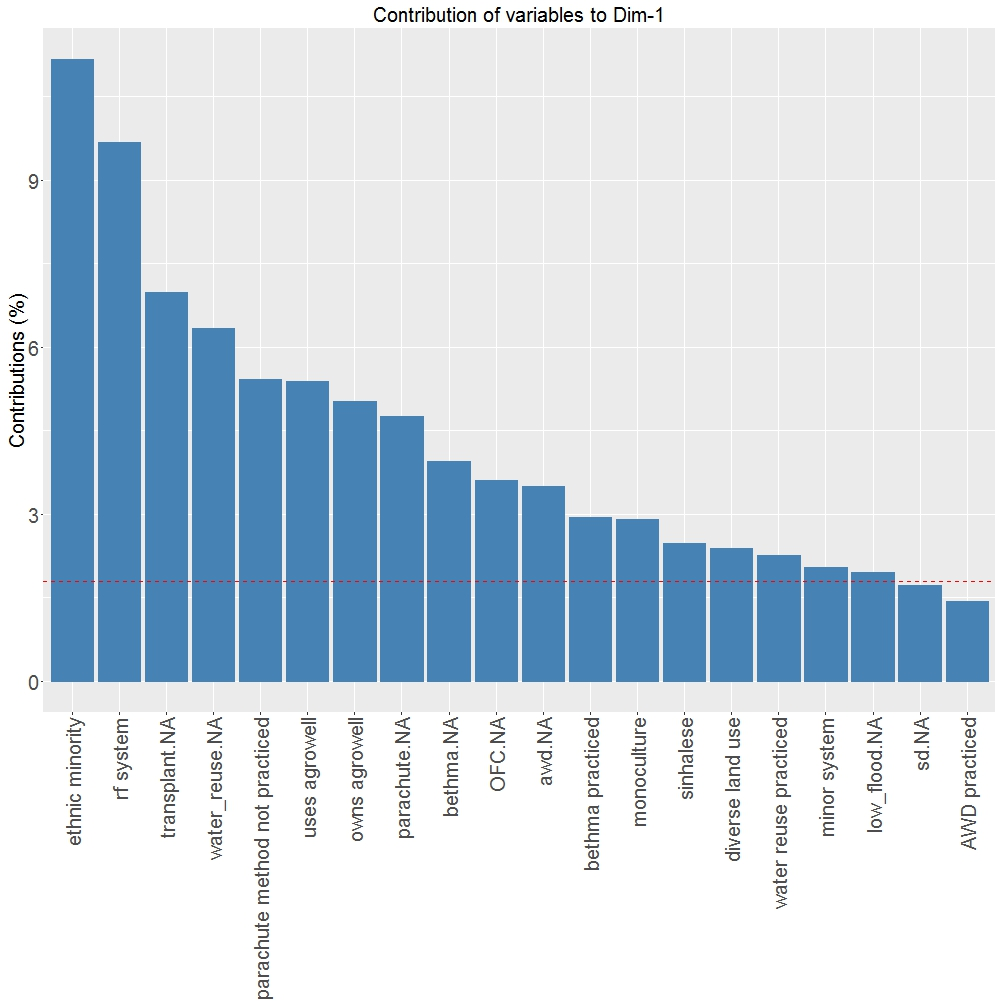 Contribution of variables to Dim-1
Contributions (%)
9
6
3
0
ethnic minority
rf system
transplant.NA
water_reuse.NA
parachute method not practiced
uses agrowell
owns agrowell
parachute.NA
bethma.NA
OFC.NA
awd.NA
bethma practiced
monoculture
sinhalese
diverse land use
water reuse practiced
minor system
low_flood.NA
sd.NA
AWD practiced